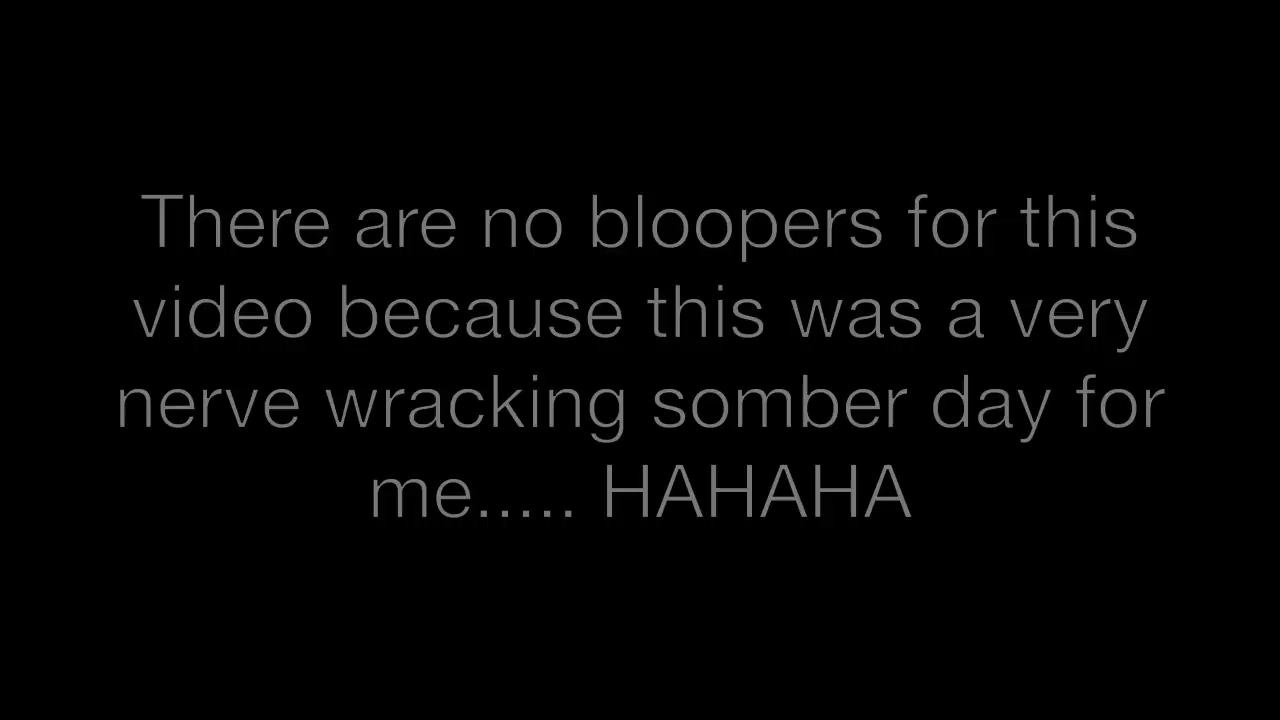 There are no bloopers for this
video because this was a very
nerve wracking somber day for
me..... HAHAHA